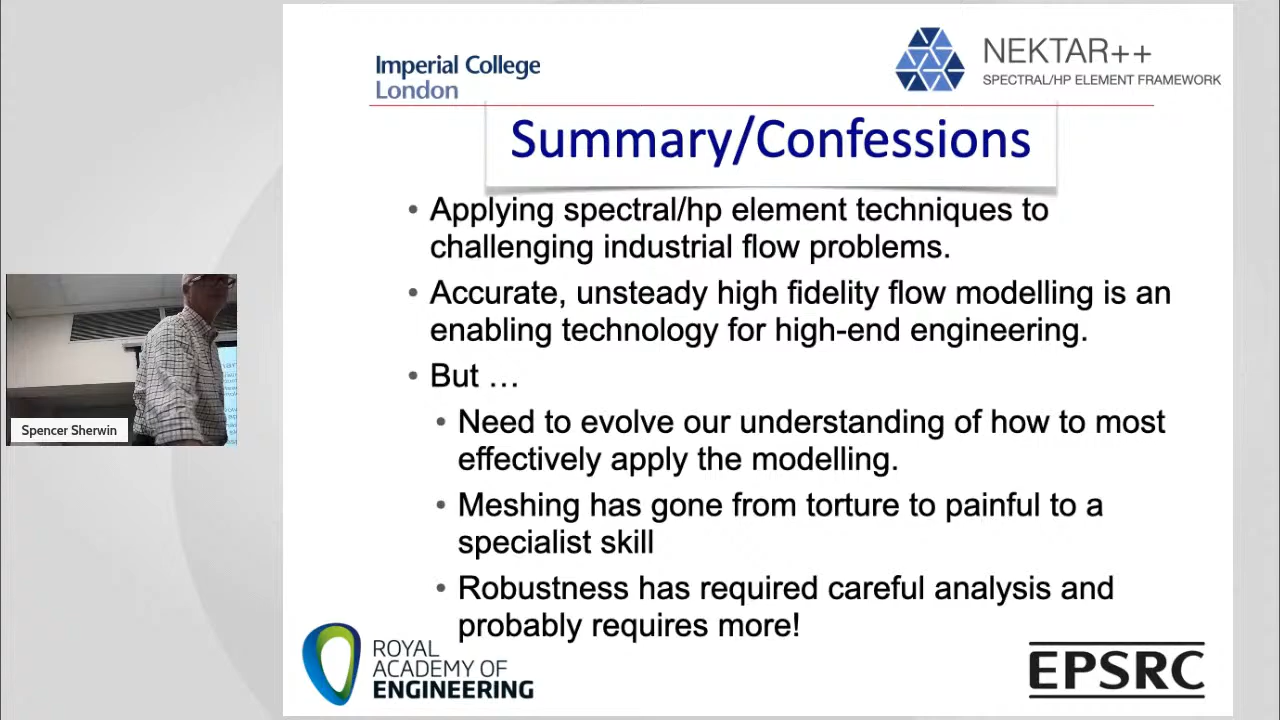 Imperial College
London
NEKTAR++
SPECTRAL/HP ELEMENT FRAMEWORK
Summary/Confessions
• Applying spectral/hp element techniques to
challenging industrial flow problems.
• Accurate, unsteady high fidelity flow modelling is an
enabling technology for high-end engineering.
• But …
• Need to evolve our understanding of how to most
effectively apply the modelling.
• Meshing has gone from torture to painful to a
specialist skill
• Robustness has required careful analysis and
probably requires more!
Spencer Sherwin
ROYAL
ACADEMY OF
ENGINEERING
EPSRC